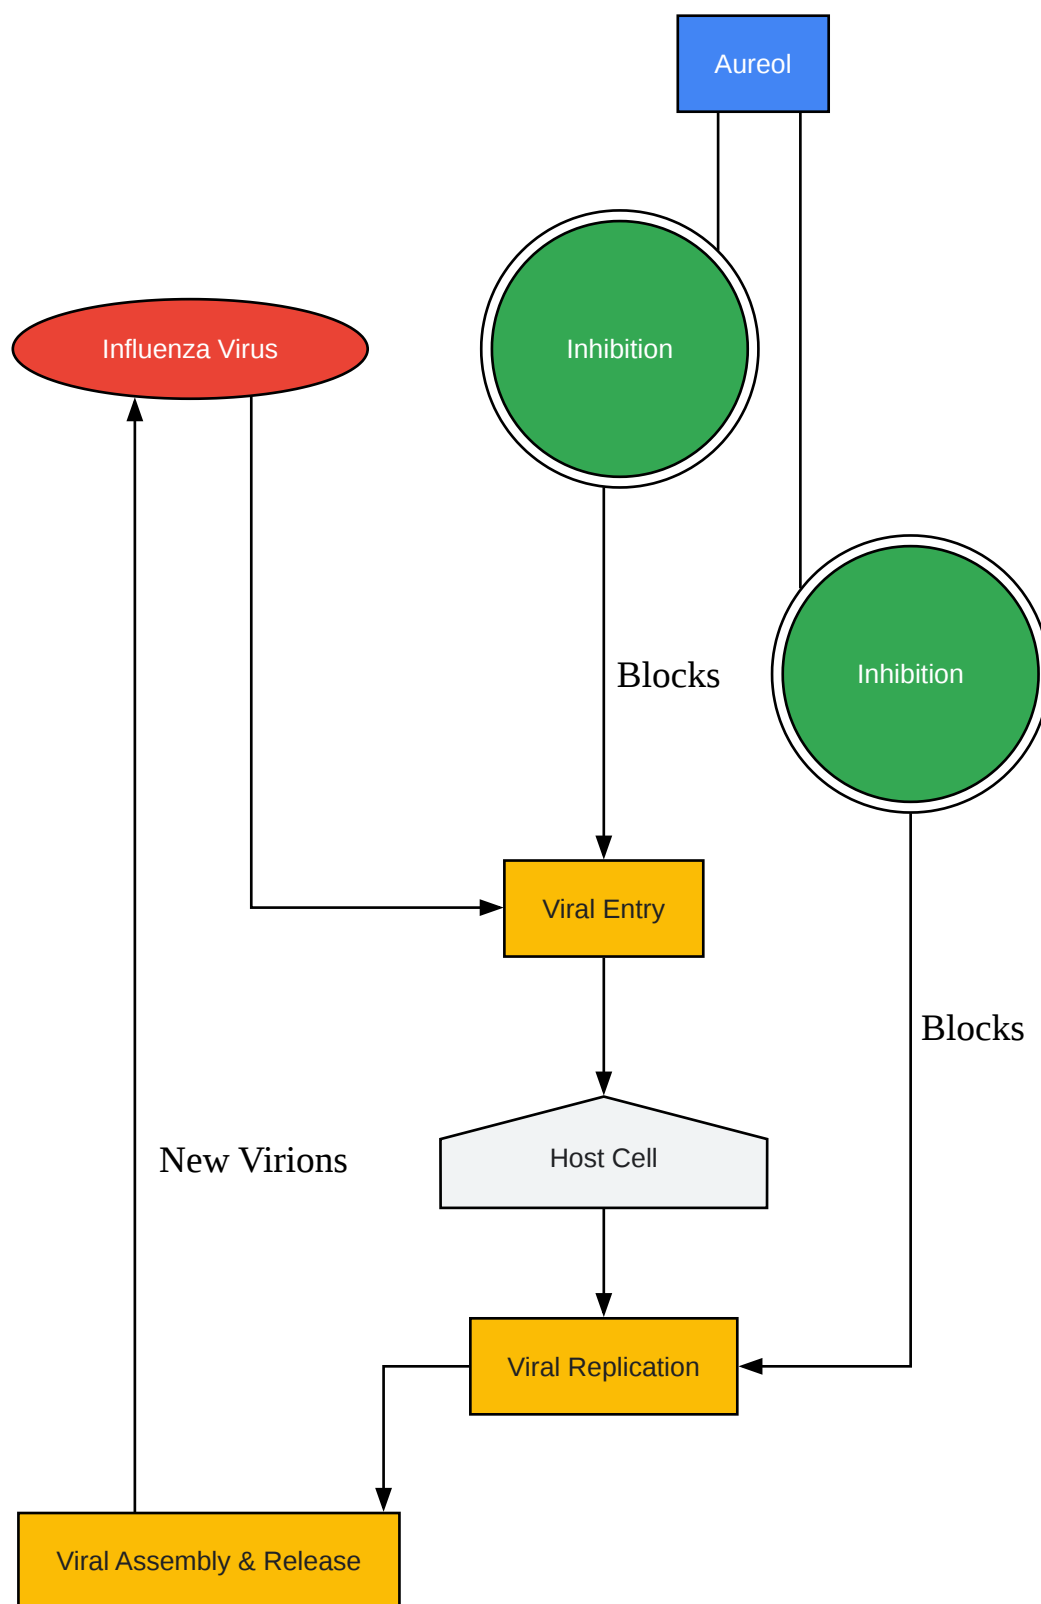 Aureol
Influenza Virus
Inhibition
Inhibition
Blocks
Viral Entry
Blocks
Host Cell
New Virions
Viral Replication
Viral Assembly & Release